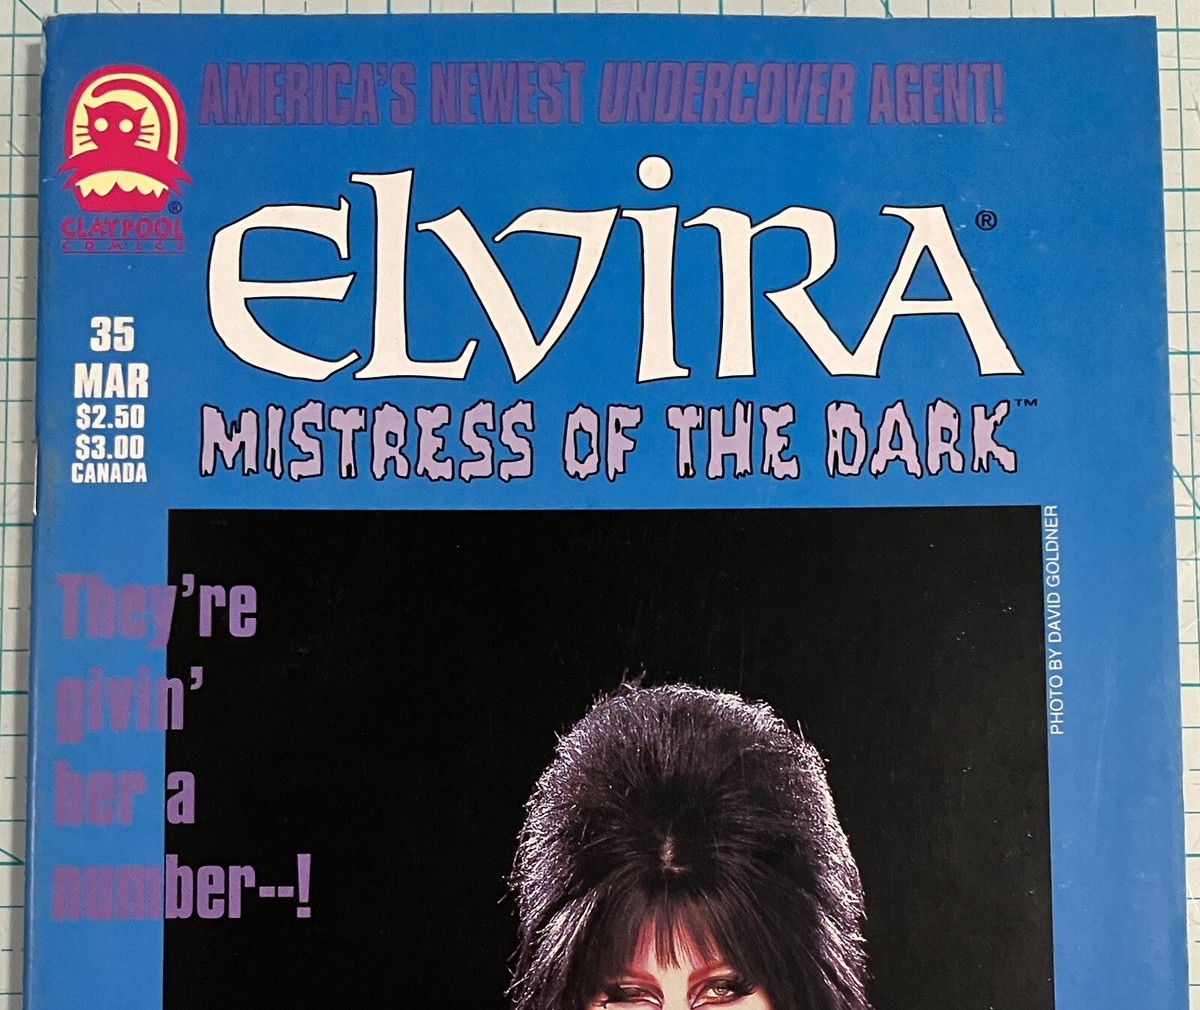 AMERICA'S NEWEST UNDERCOVER AGENT!
CLAYPOOL®
COMICS
ELVIRA®
MISTRESS OF THE DARK™
35
MAR
$2.50
$3.00
CANADA
They're
givin'
her a
number--!
PHOTO BY DAVID GOLDNER